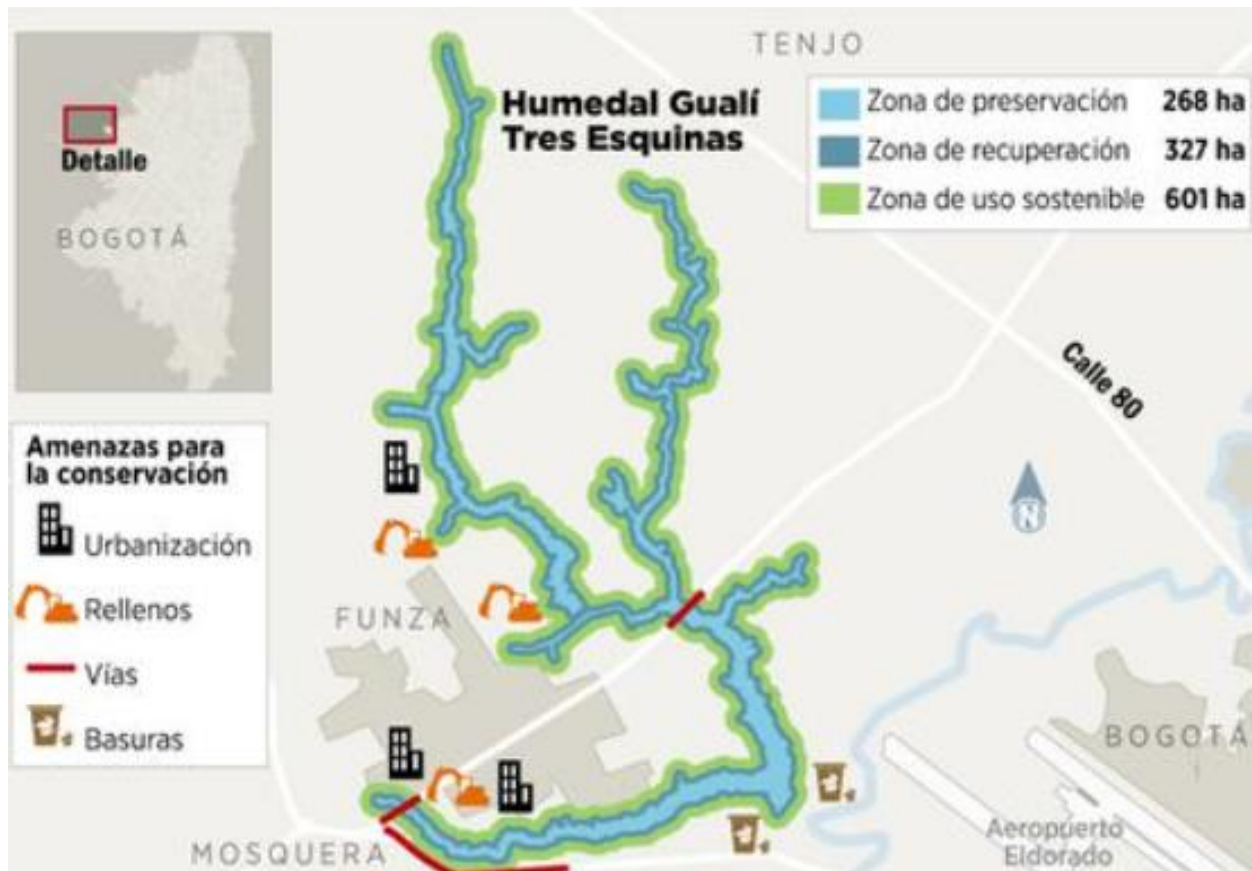 TENJO
Humedal Gualí
Tres Esquinas
Zona de preservación 268 ha
Zona de recuperación 327 ha
Zona de uso sostenible 601 ha
Detalle
BOGOTÁ
Calle 80
Amenazas para
la conservación
Urbanización
Rellenos
Vías
Basuras
N
FUNZA
BOGOTÁ
MOSQUERA
Aeropuerto
Eldorado